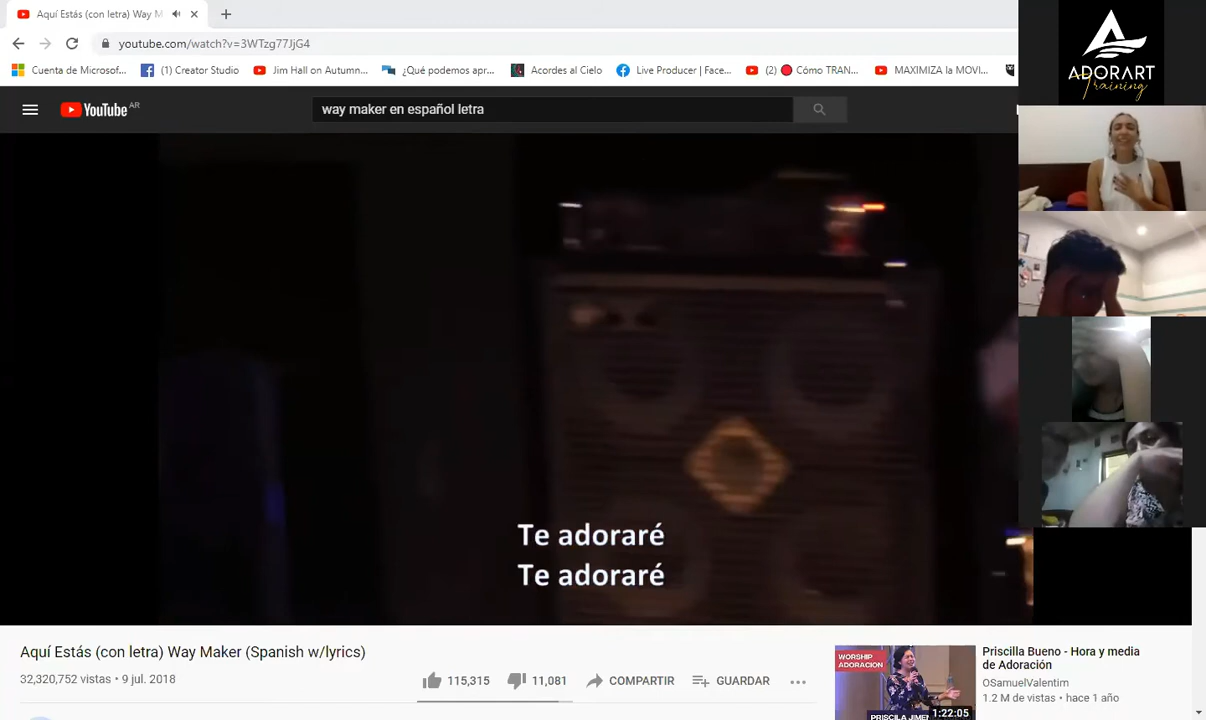 Aquí Estás (con letra) Way M
youtube.com/watch?v=3WTzg77JjG4
Cuenta de Microsof...
(1) Creator Studio
Jim Hall on Autumn...
¿Qué podemos apr...
Acordes al Cielo
Live Producer | Face...
(2) 🔴 Cómo TRAN...
MAXIMIZA la MOVI...
ADORART
Training
YouTube AR
way maker en español letra
Te adoraré
Te adoraré
Aquí Estás (con letra) Way Maker (Spanish w/lyrics)
32,320,752 vistas • 9 jul. 2018
115,315
11,081
COMPARTIR
GUARDAR
WORSHIP
ADORACION
PRISCILA JIMEN
1:22:05
Priscilla Bueno - Hora y media
de Adoración
OSamuelValentim
1.2 M de vistas • hace 1 año